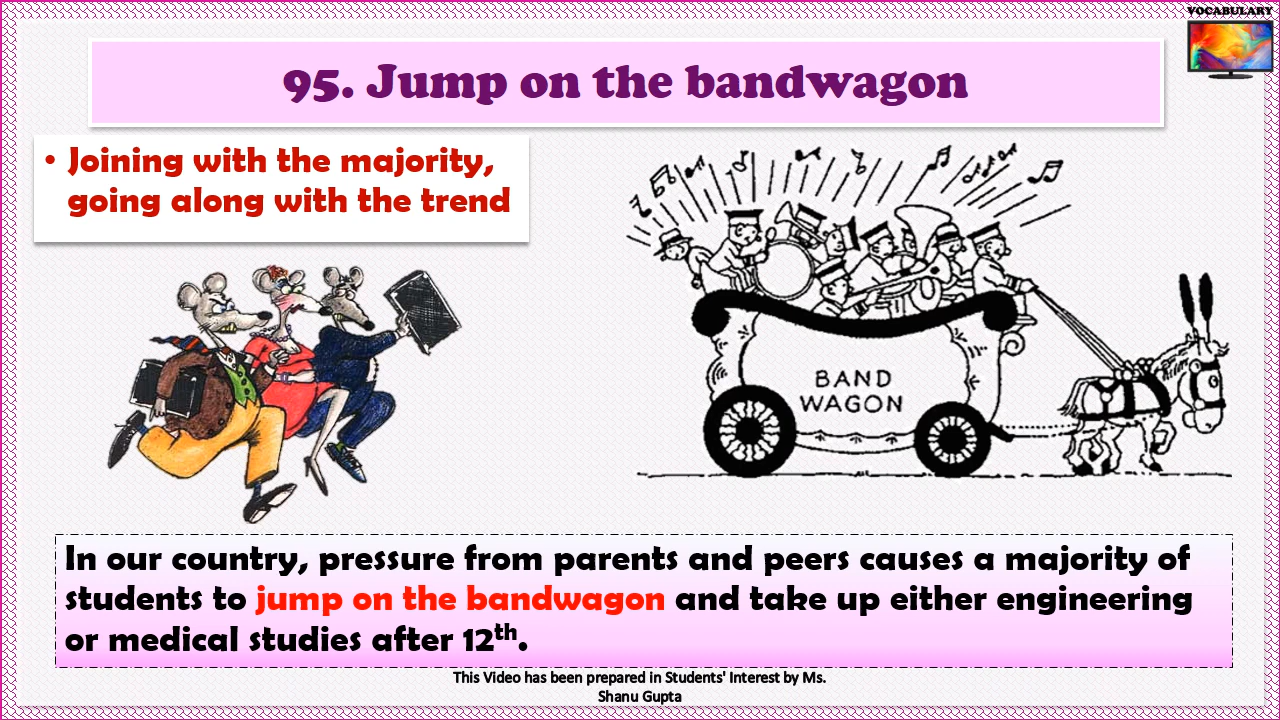 VOCABULARY
95. Jump on the bandwagon
• Joining with the majority,
going along with the trend
BAND
WAGON
In our country, pressure from parents and peers causes a majority of
students to jump on the bandwagon and take up either engineering
or medical studies after 12th.
This Video has been prepared in Students' Interest by Ms.
Shanu Gupta